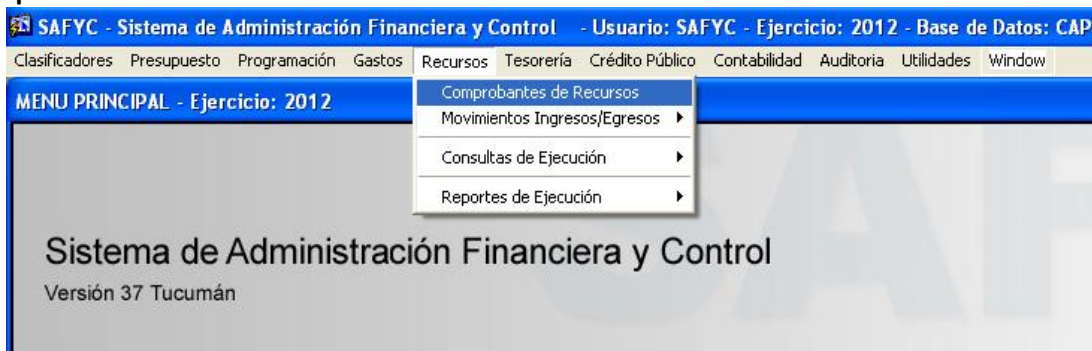 SAFYC - Sistema de Administración Financiera y Control - Usuario: SAFYC - Ejercicio: 2012 - Base de Datos: CAP
Clasificadores Presupuesto Programación Gastos Recursos Tesorería Crédito Público Contabilidad Auditoria Utilidades Window
MENU PRINCIPAL - Ejercicio: 2012
Comprobantes de Recursos
Movimientos Ingresos/Egresos
Consultas de Ejecución
Reportes de Ejecución
Sistema de Administración Financiera y Control
Versión 37 Tucumán